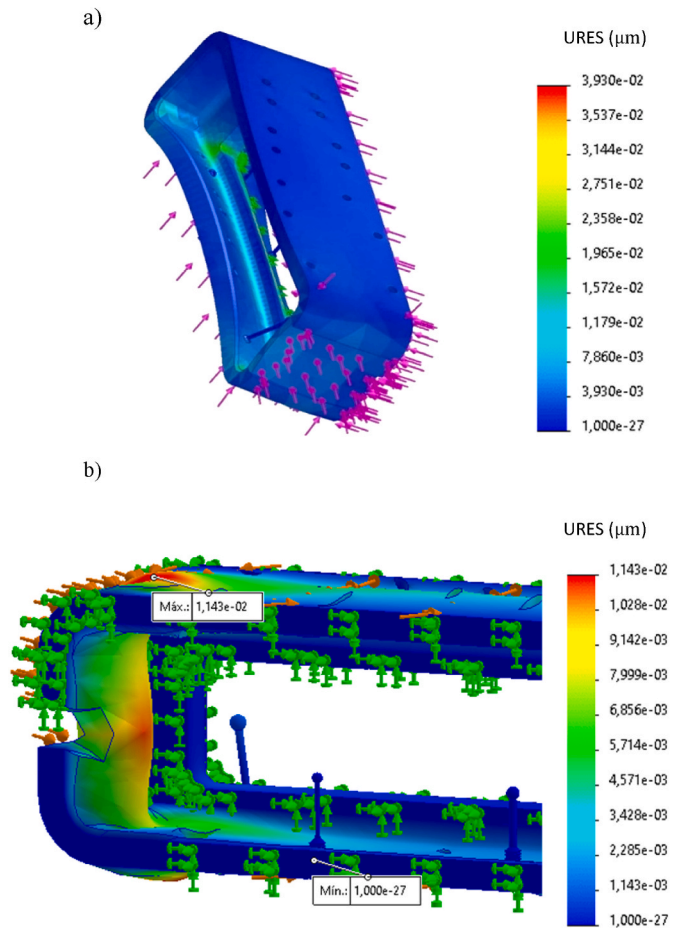 a)
URES (μm)
3,930e-02
3,537e-02
3,144e-02
2,751e-02
2,358e-02
1,965e-02
1,572e-02
1,179e-02
7,860e-03
3,930e-03
1,000e-27
b)
URES (μm)
1,143e-02
1,028e-02
9,142e-03
7,999e-03
6,856e-03
5,714e-03
4,571e-03
3,428e-03
2,285e-03
1,143e-03
1,000e-27
Máx.: 1,143e-02
Mín.: 1,000e-27